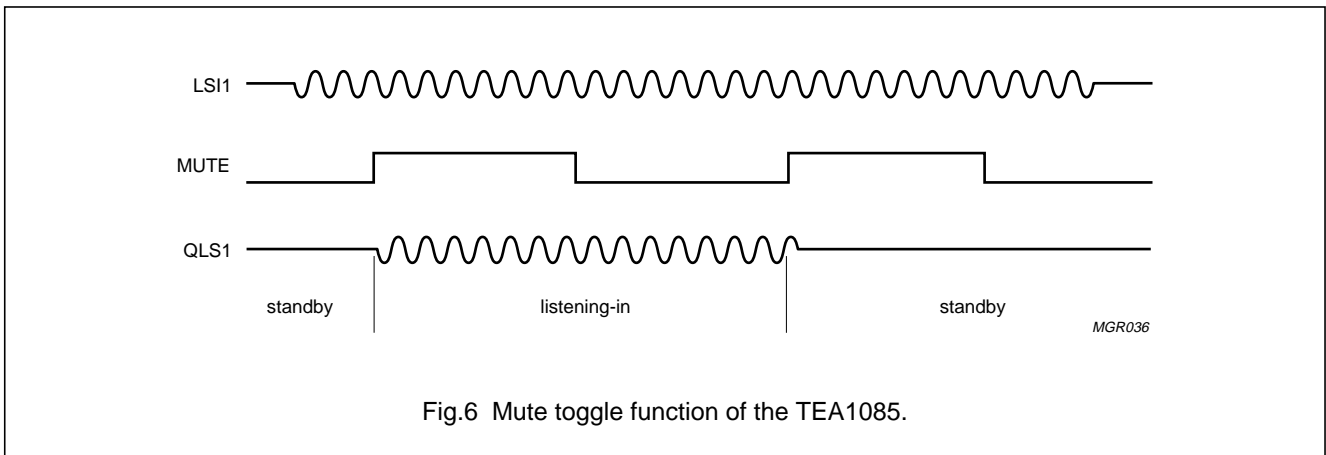 LSI1
MUTE
QLS1
standby listening-in standby
MGR036
Fig.6 Mute toggle function of the TEA1085.